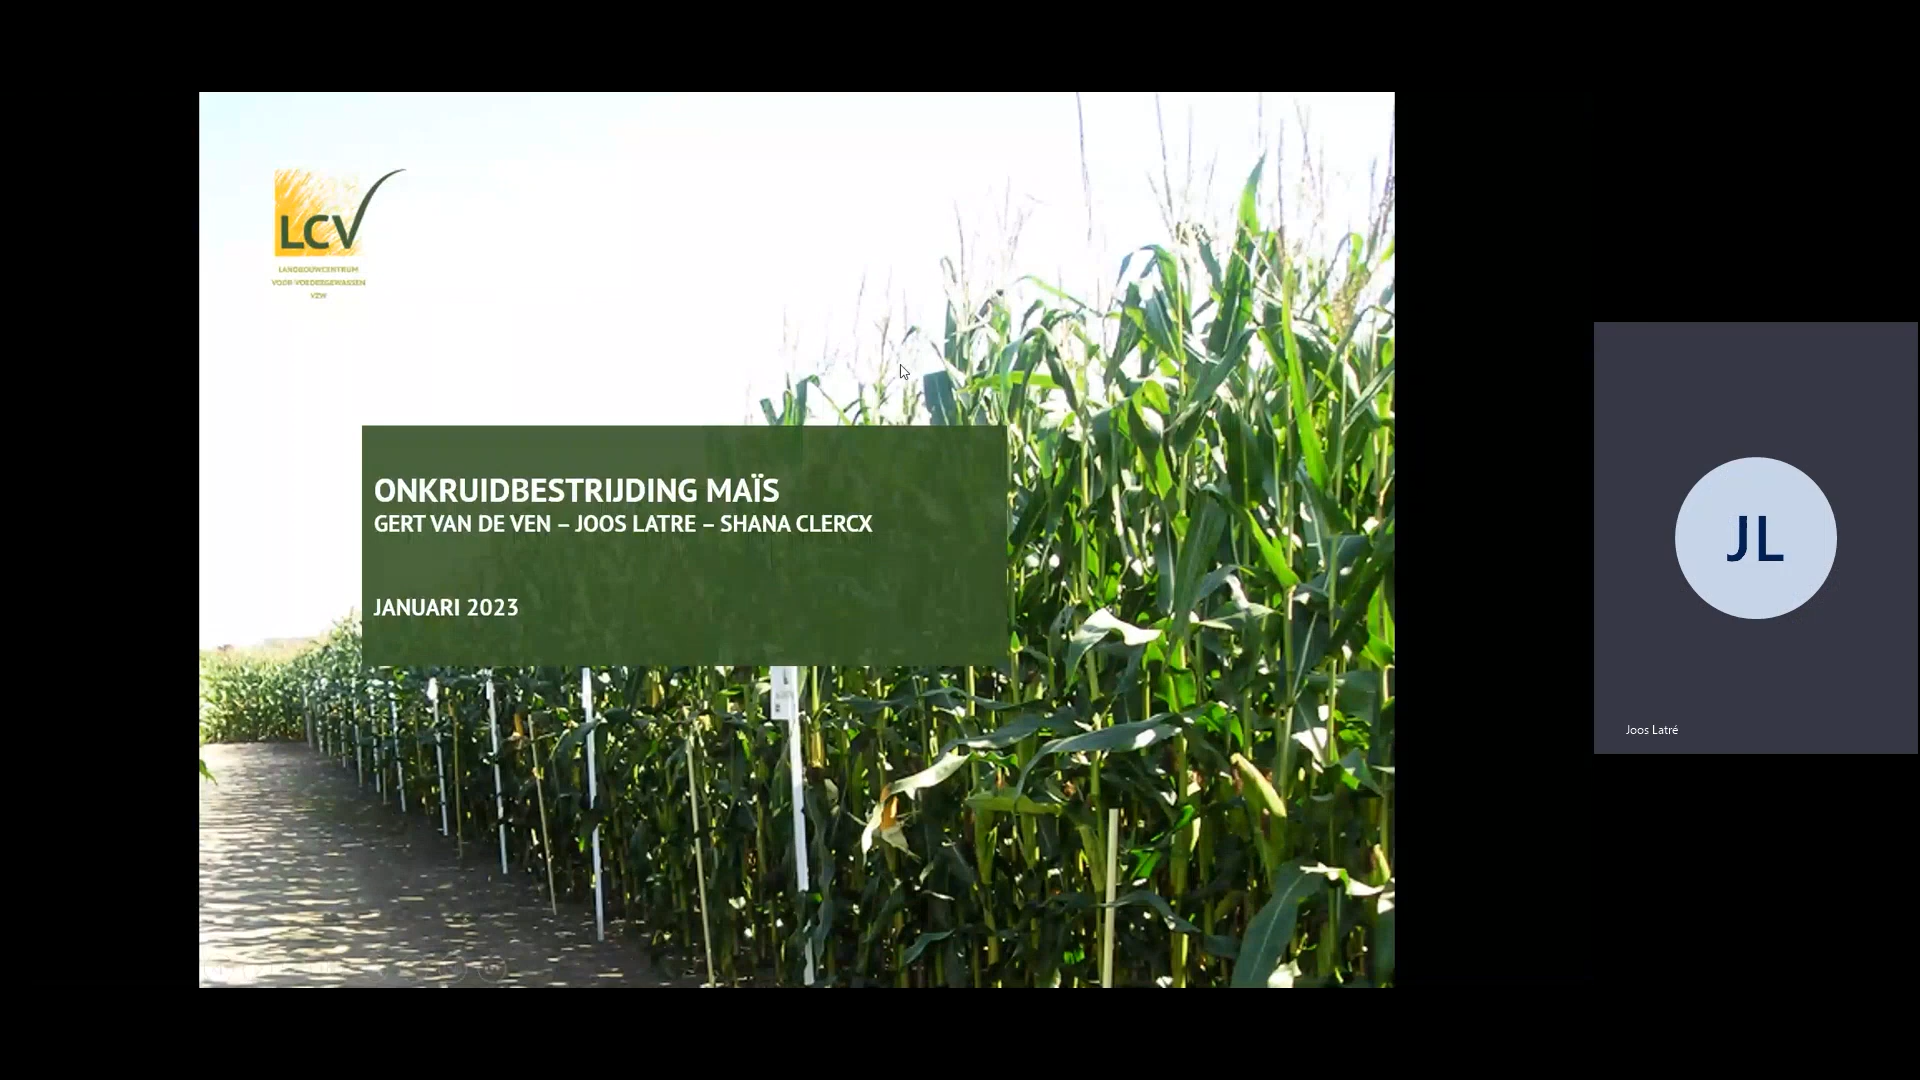 LCV
LANDBOUWCENTRUM
VOOR VOEDERGEWASSEN
VZW
ONKRUIDBESTRIJDING MAÏS
GERT VAN DE VEN – JOOS LATRE – SHANA CLERCX
JANUARI 2023
JL
Joos Latré